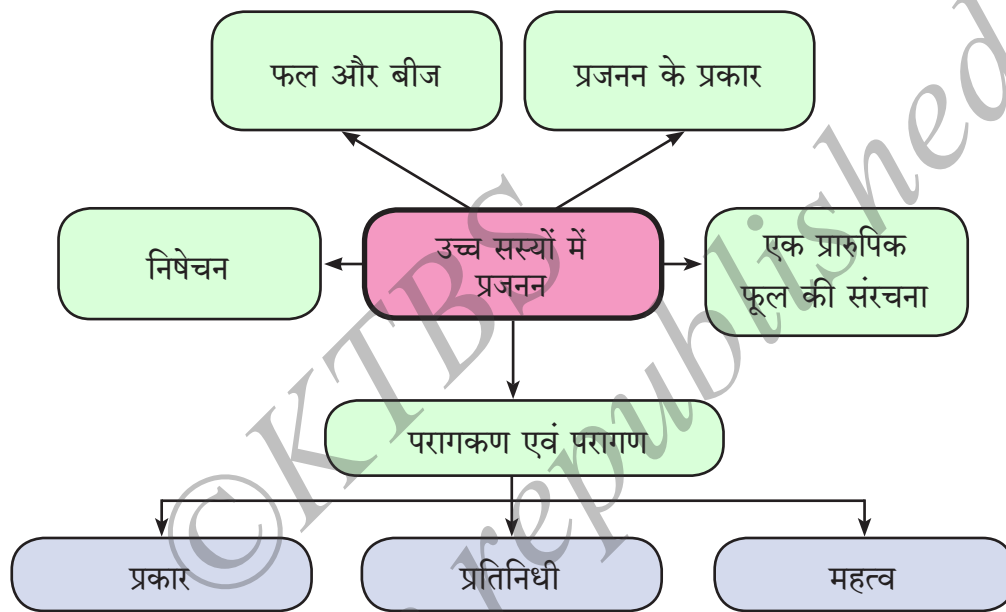 फल और बीज
प्रजनन के प्रकार
निषेचन
उच्च सस्यों में
प्रजनन
एक प्रारुपिक
फूल की संरचना
परागकण एवं परागण
प्रकार
प्रतिनिधी
महत्व
©KTBS
republished